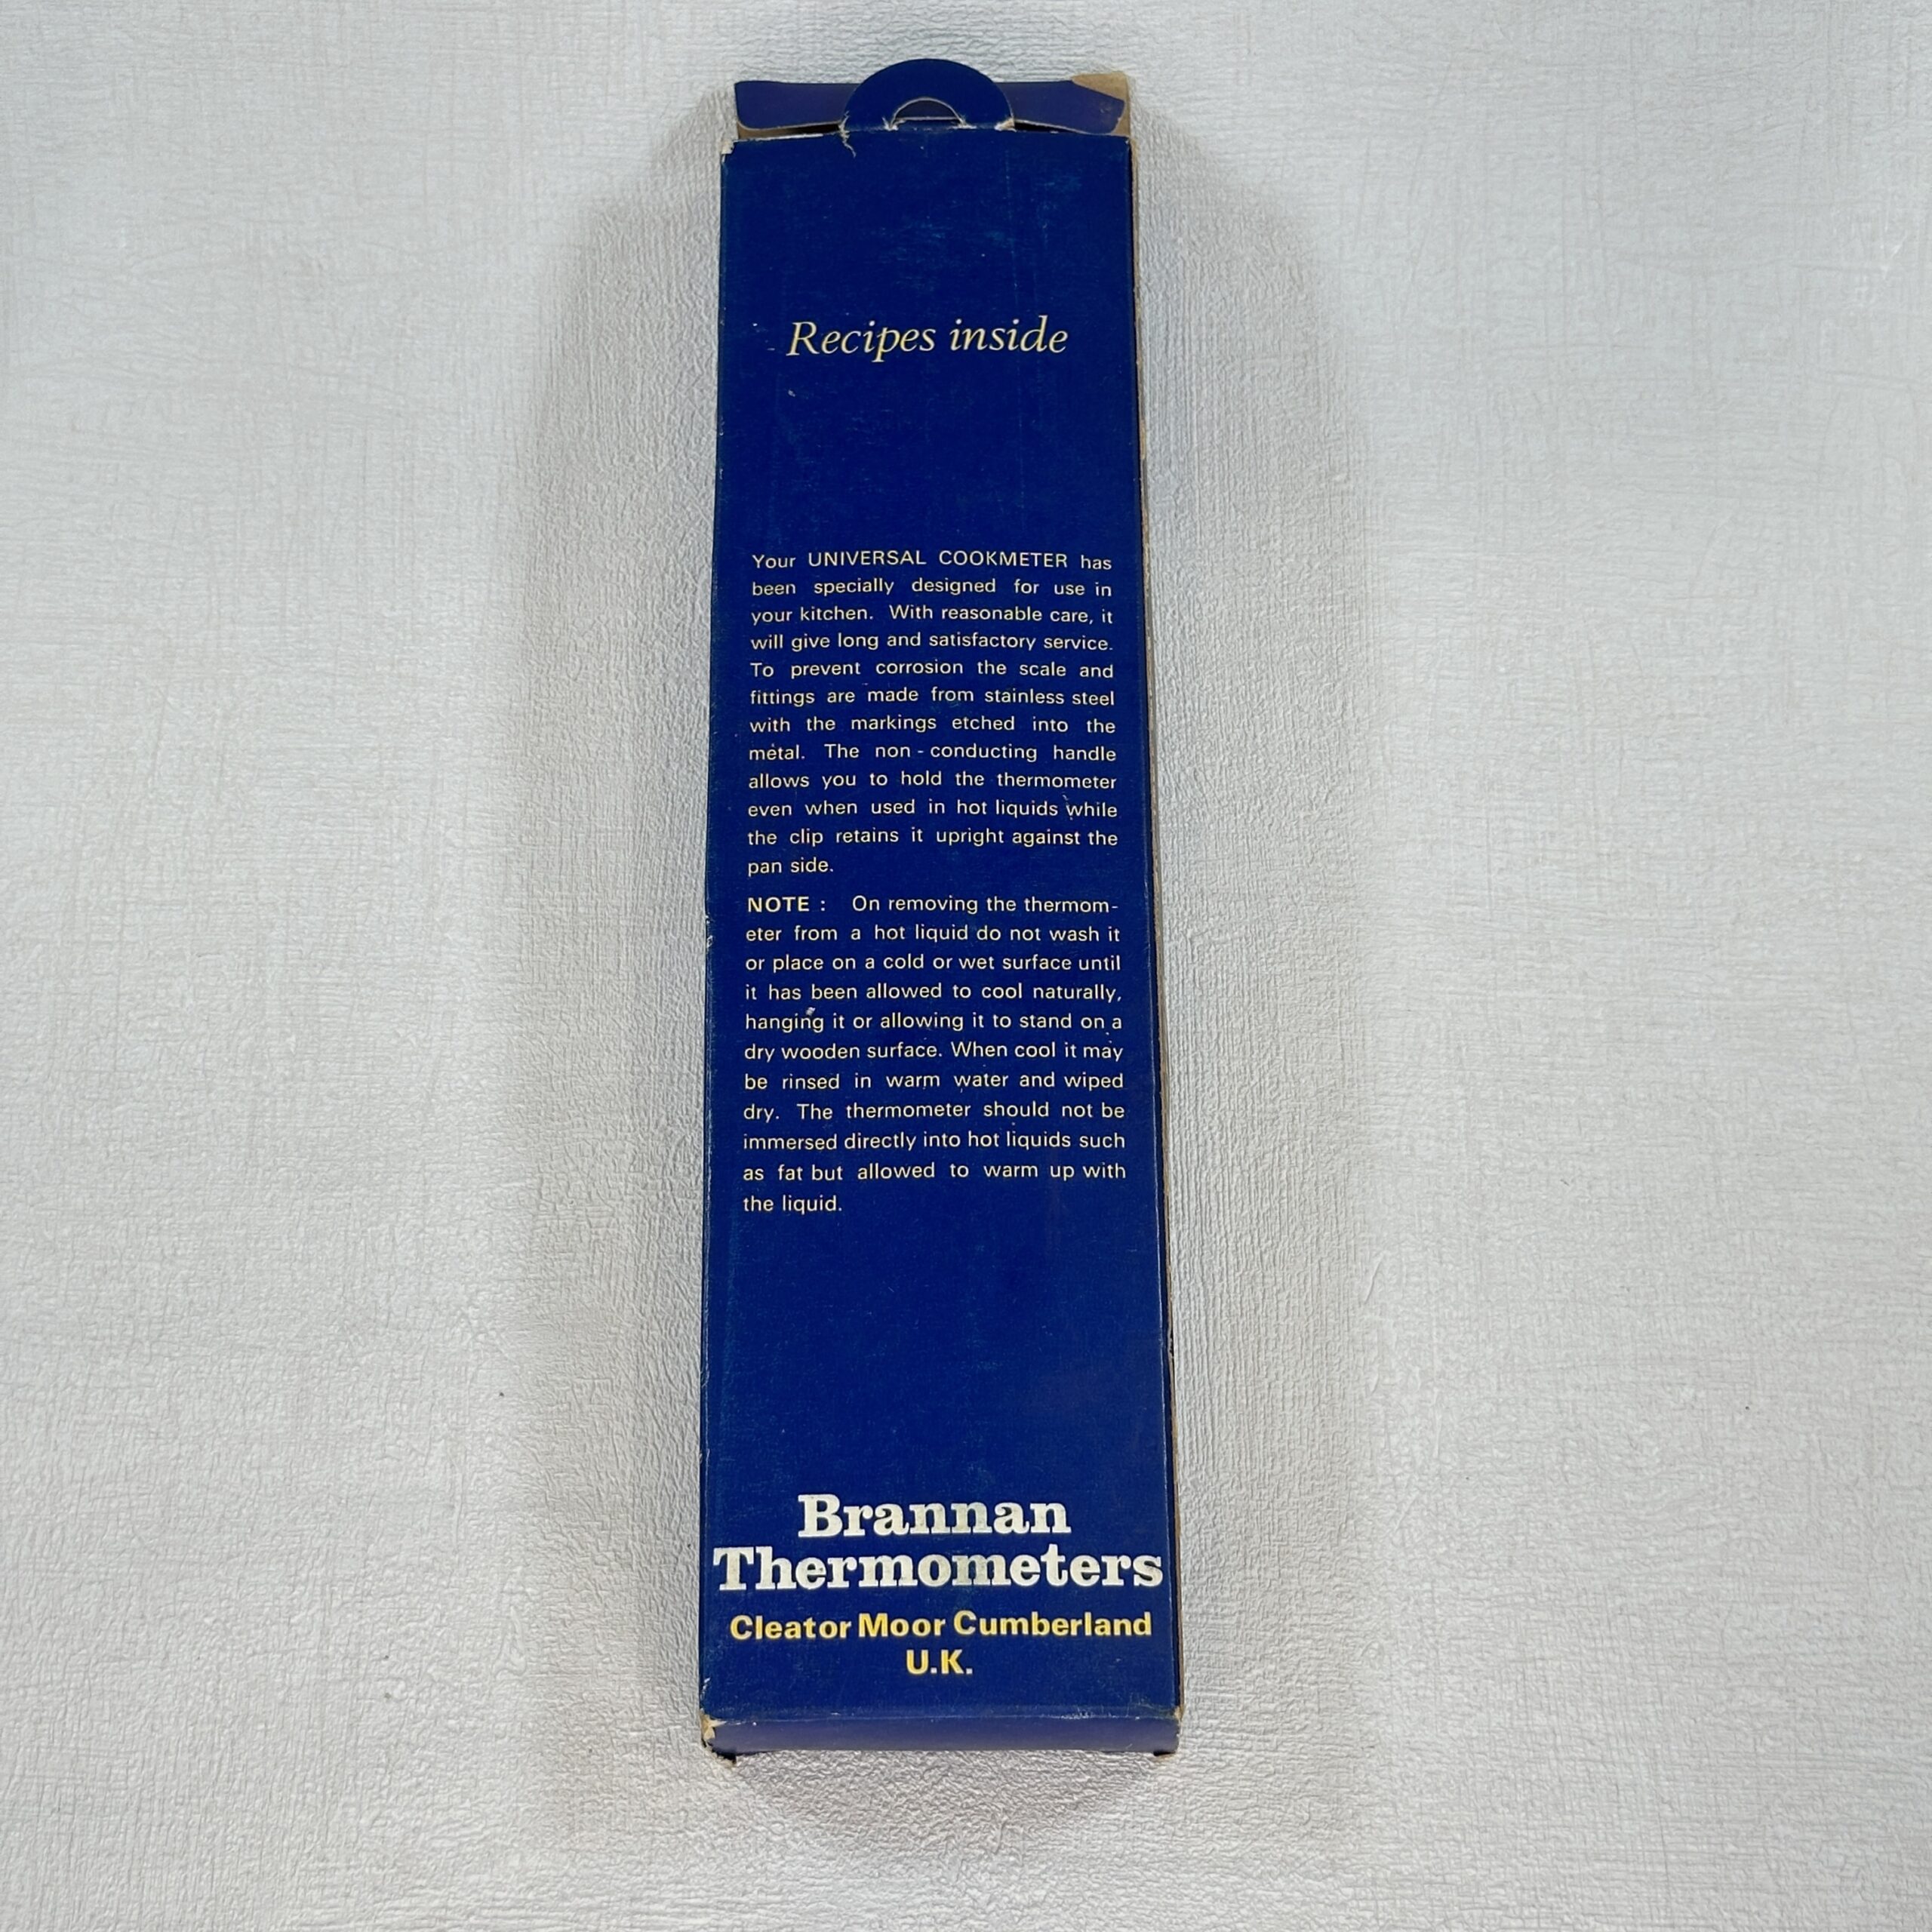 Recipes inside
Your UNIVERSAL COOKMETER has
been specially designed for use in
your kitchen. With reasonable care, it
will give long and satisfactory service.
To prevent corrosion the scale and
fittings are made from stainless steel
with the markings etched into the
metal. The non - conducting handle
allows you to hold the thermometer
even when used in hot liquids while
the clip retains it upright against the
pan side.
NOTE : On removing the thermom-
eter from a hot liquid do not wash it
or place on a cold or wet surface until
it has been allowed to cool naturally,
hanging it or allowing it to stand on a
dry wooden surface. When cool it may
be rinsed in warm water and wiped
dry. The thermometer should not be
immersed directly into hot liquids such
as fat but allowed to warm up with
the liquid.
Brannan
Thermometers
Cleator Moor Cumberland
U.K.